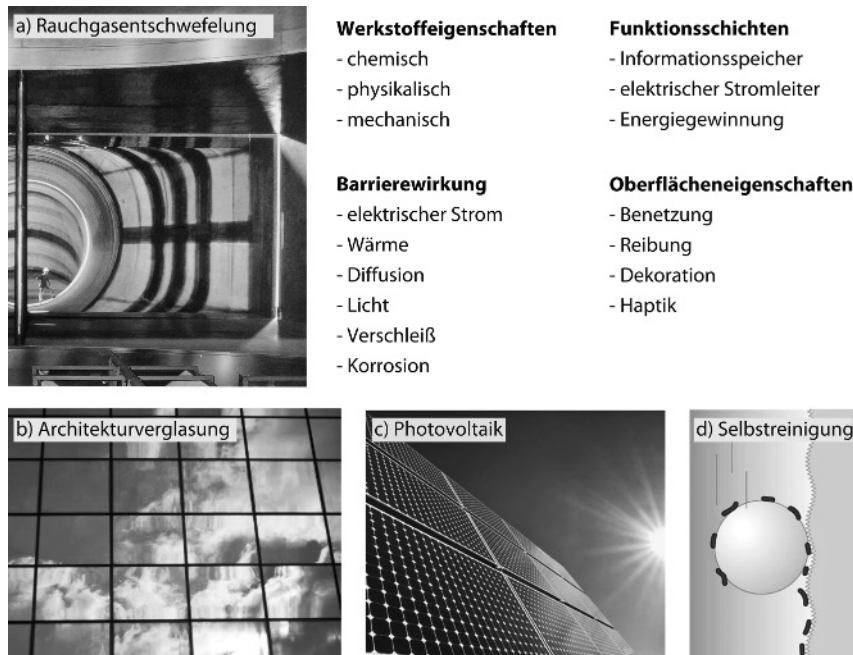 a) Rauchgasentschwefelung
Werkstoffeigenschaften
- chemisch
- physikalisch
- mechanisch
Funktionsschichten
- Informationsspeicher
- elektrischer Stromleiter
- Energiegewinnung
Barrierewirkung
- elektrischer Strom
- Wärme
- Diffusion
- Licht
- Verschleiß
- Korrosion
Oberflächeneigenschaften
- Benetzung
- Reibung
- Dekoration
- Haptik
b) Architekturverglasung
c) Photovoltaik
d) Selbstreinigung